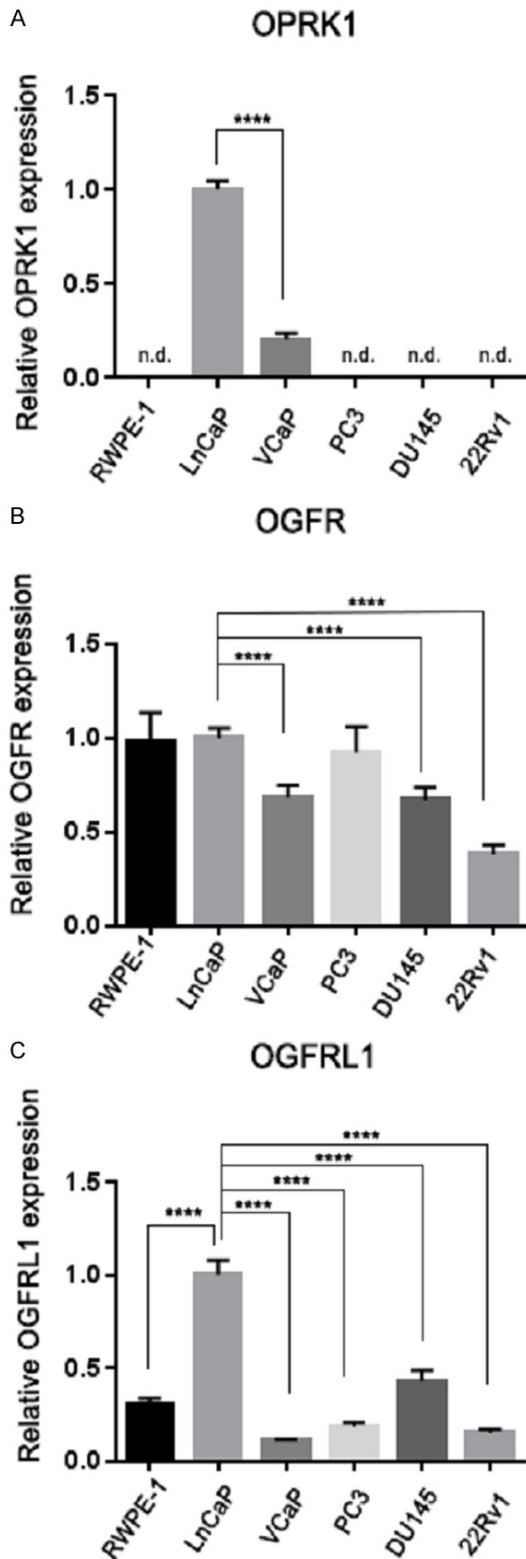 A
OPRK1
Relative OPRK1 expression
1.5
1.0
0.5
0.0
****
n.d.
n.d.
n.d.
n.d.
RWPE-1
LnCaP
VCaP
PC3
DU145
22Rv1
B
OGFR
Relative OGFR expression
1.5
1.0
0.5
0.0
****
****
****
RWPE-1
LnCaP
VCaP
PC3
DU145
22Rv1
C
OGFRL1
Relative OGFRL1 expression
1.5
1.0
0.5
0.0
****
****
****
****
****
RWPE-1
LnCaP
VCaP
PC3
DU145
22Rv1